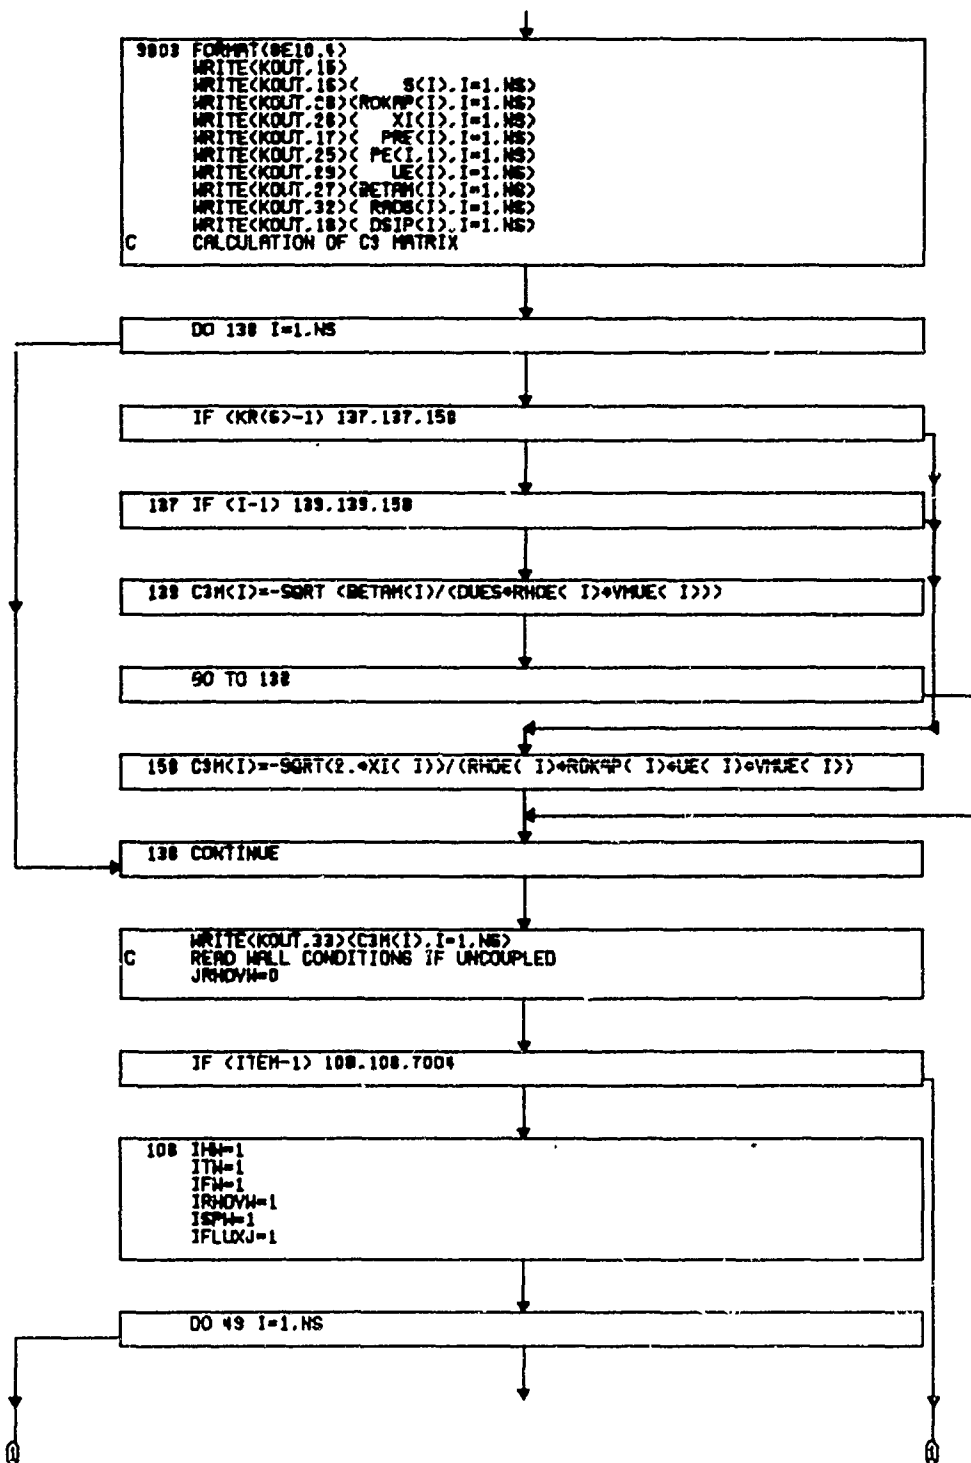 9803 FORMAT(8E10.4)
WRITE(KOUT,15)
WRITE(KOUT,16)( S(I),I=1,NS)
WRITE(KOUT,28)(ROKAP(I),I=1,NS)
WRITE(KOUT,26)( XI(I),I=1,NS)
WRITE(KOUT,17)( PRE(I),I=1,NS)
WRITE(KOUT,25)( PE(I,1),I=1,NS)
WRITE(KOUT,29)( UE(I),I=1,NS)
WRITE(KOUT,27)(BETAM(I),I=1,NS)
WRITE(KOUT,32)( RADS(I),I=1,NS)
WRITE(KOUT,18)( DSIP(I),I=1,NS)
C CALCULATION OF C3 MATRIX
DO 138 I=1,NS
IF (KR(6)-1) 137,137,158
137 IF (I-1) 139,139,158
139 C3M(I)=-SQRT (BETAM(I)/(DUES*RHOE( I)*VMUE( I)))
GO TO 138
158 C3M(I)=-SQRT(2.*XI( I))/(RHOE( I)*ROKAP( I)*UE( I)*VMUE( I))
138 CONTINUE
WRITE(KOUT,33)(C3M(I),I=1,NS)
C READ WALL CONDITIONS IF UNCOUPLED
JRHOVW=0
IF (ITEM-1) 108,108,7004
108 IHW=1
ITW=1
IFW=1
IRHOVW=1
ISPW=1
IFLUXJ=1
DO 49 I=1,NS
1
1